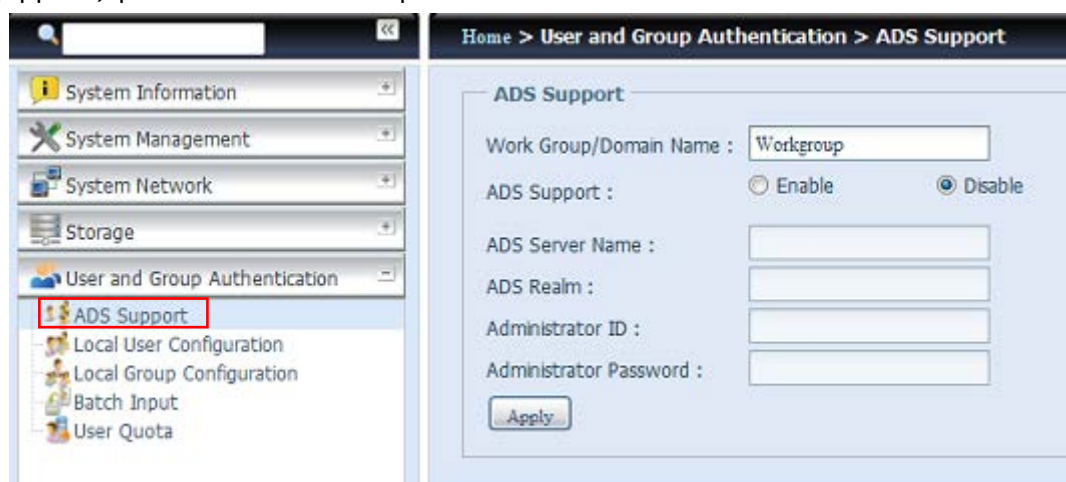 Home > User and Group Authentication > ADS Support
System Information
System Management
System Network
Storage
User and Group Authentication
ADS Support
Local User Configuration
Local Group Configuration
Batch Input
User Quota
ADS Support
Work Group/Domain Name : Workgroup
ADS Support : Enable Disable
ADS Server Name :
ADS Realm :
Administrator ID :
Administrator Password :
Apply